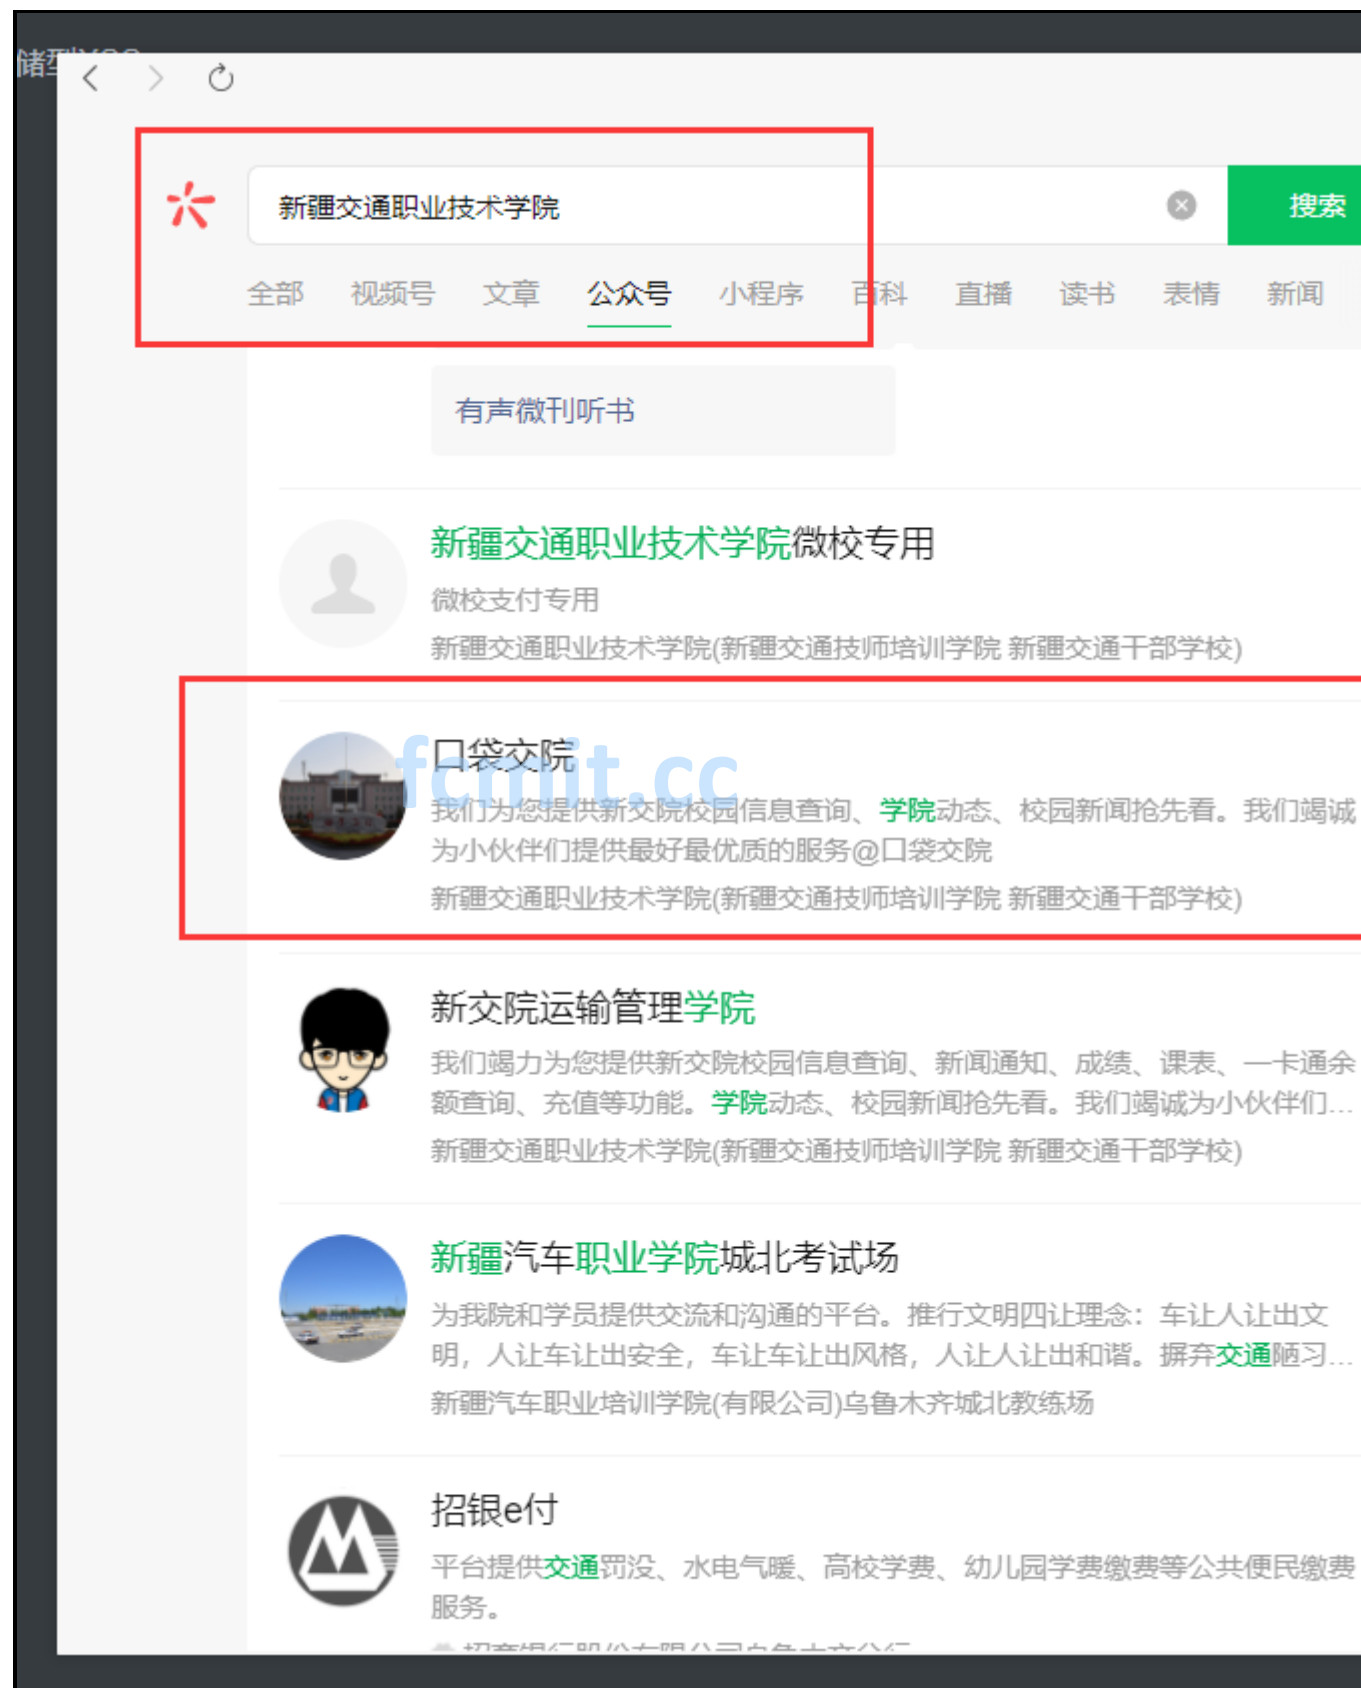 新疆交通职业技术学院
搜索
全部 视频号 文章 公众号 小程序 百科 直播 读书 表情 新闻
有声微刊听书
新疆交通职业技术学院微校专用
微校支付专用
新疆交通职业技术学院(新疆交通技师培训学院 新疆交通干部学校)
口袋交院
fcmit.cc
我们为您提供新交院校园信息查询、学院动态、校园新闻抢先看。我们竭诚
为小伙伴们提供最好最优质的服务@口袋交院
新疆交通职业技术学院(新疆交通技师培训学院 新疆交通干部学校)
新交院运输管理学院
我们竭力为您提供新交院校园信息查询、新闻通知、成绩、课表、一卡通余
额查询、充值等功能。学院动态、校园新闻抢先看。我们竭诚为小伙伴们...
新疆交通职业技术学院(新疆交通技师培训学院 新疆交通干部学校)
新疆汽车职业学院城北考试场
为我院和学员提供交流和沟通的平台。推行文明四让理念：车让人让出文
明，人让车让出安全，车让车让出风格，人让人让出和谐。摒弃交通陋习...
新疆汽车职业培训学院(有限公司)乌鲁木齐城北教练场
招银e付
平台提供交通罚没、水电气暖、高校学费、幼儿园学费缴费等公共便民缴费
服务。
招商银行股份有限公司乌鲁木齐分行